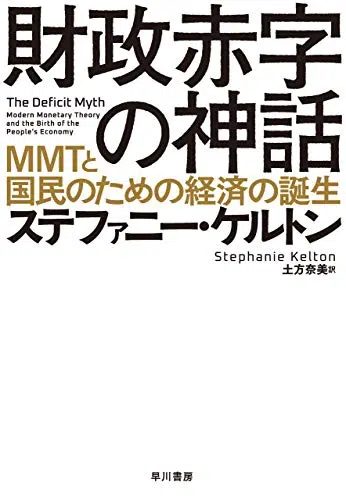 財政赤字
の神話
The Deficit Myth
Modern Monetary Theory
and the Birth of the
People's Economy
MMTと
国民のための経済の誕生
ステファニー・ケルトン
Stephanie Kelton
土方奈美訳
早川書房